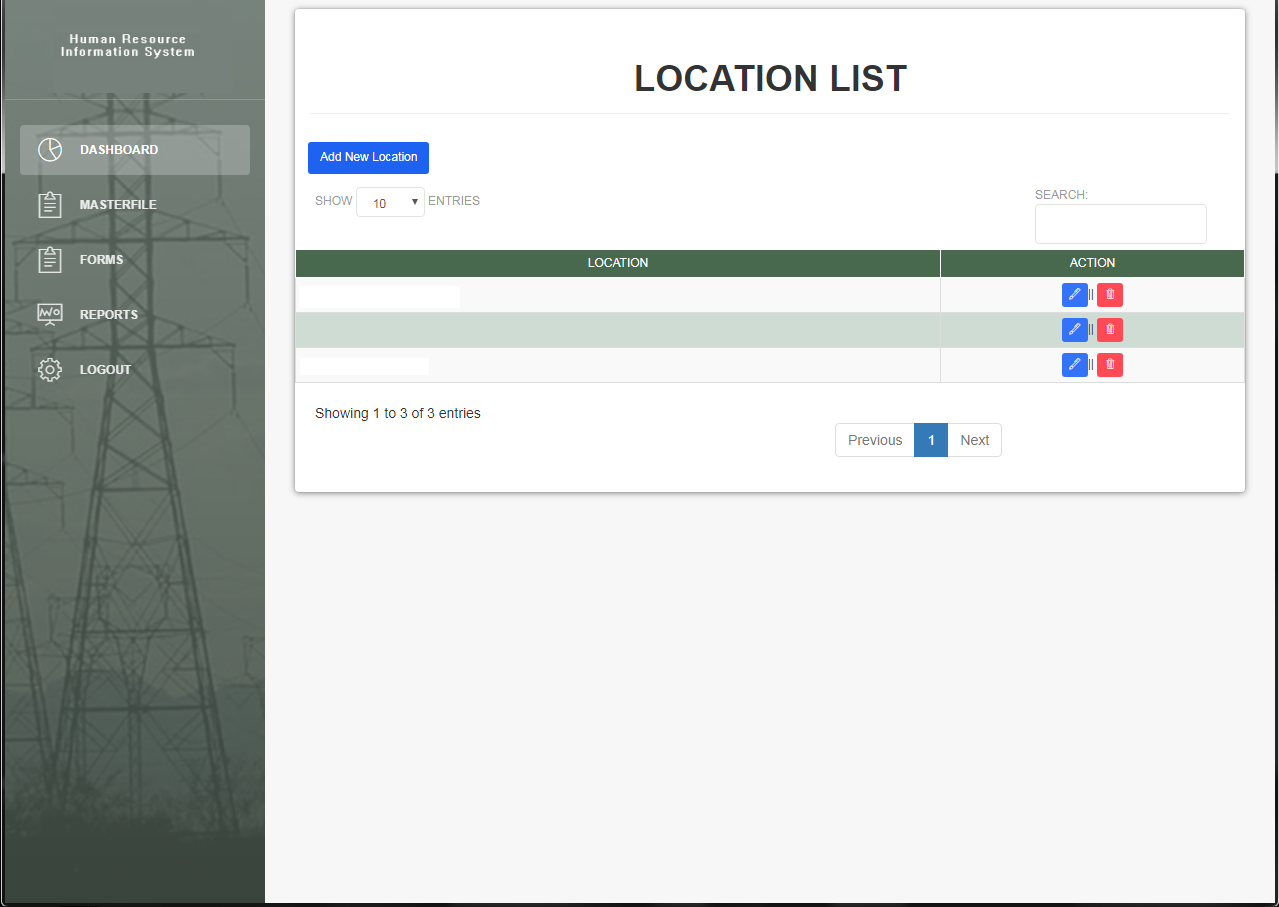 Human Resource
Information System
LOCATION LIST
DASHBOARD
MASTERFILE
FORMS
REPORTS
LOGOUT
Add New Location
SHOW 10 ENTRIES
SEARCH:
LOCATION ACTION
||
||
||
Showing 1 to 3 of 3 entries
Previous 1 Next